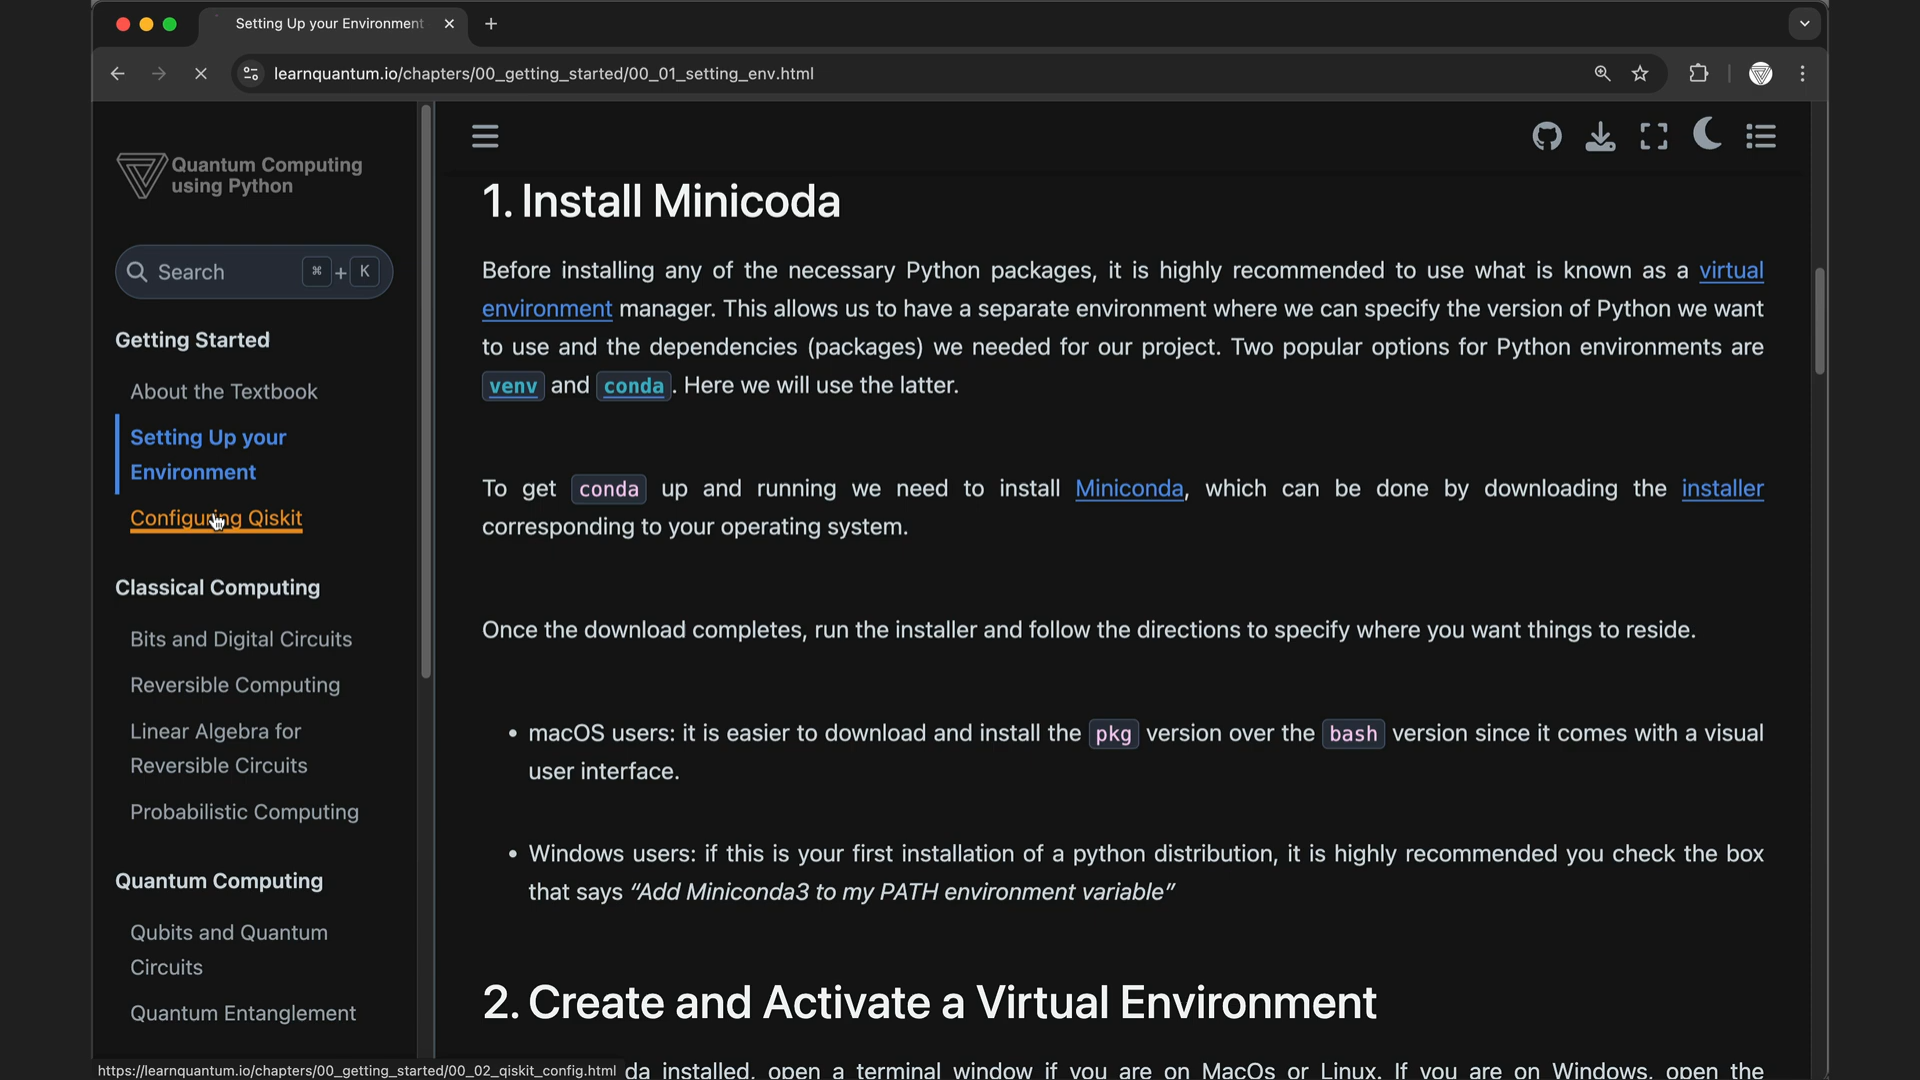 Setting Up your Environment
learnquantum.io/chapters/00_getting_started/00_01_setting_env.html
Quantum Computing
using Python
Search ⌘ + K
Getting Started
About the Textbook
Setting Up your
Environment
Configuring Qiskit
Classical Computing
Bits and Digital Circuits
Reversible Computing
Linear Algebra for
Reversible Circuits
Probabilistic Computing
Quantum Computing
Qubits and Quantum
Circuits
Quantum Entanglement
https://learnquantum.io/chapters/00_getting_started/00_02_qiskit_config.html
1. Install Minicoda
Before installing any of the necessary Python packages, it is highly recommended to use what is known as a virtual
environment manager. This allows us to have a separate environment where we can specify the version of Python we want
to use and the dependencies (packages) we needed for our project. Two popular options for Python environments are
venv and conda. Here we will use the latter.
To get conda up and running we need to install Miniconda, which can be done by downloading the installer
corresponding to your operating system.
Once the download completes, run the installer and follow the directions to specify where you want things to reside.
• macOS users: it is easier to download and install the pkg version over the bash version since it comes with a visual
user interface.
• Windows users: if this is your first installation of a python distribution, it is highly recommended you check the box
that says “Add Miniconda3 to my PATH environment variable”
2. Create and Activate a Virtual Environment
da installed, open a terminal window if you are on MacOs or Linux. If you are on Windows, open the